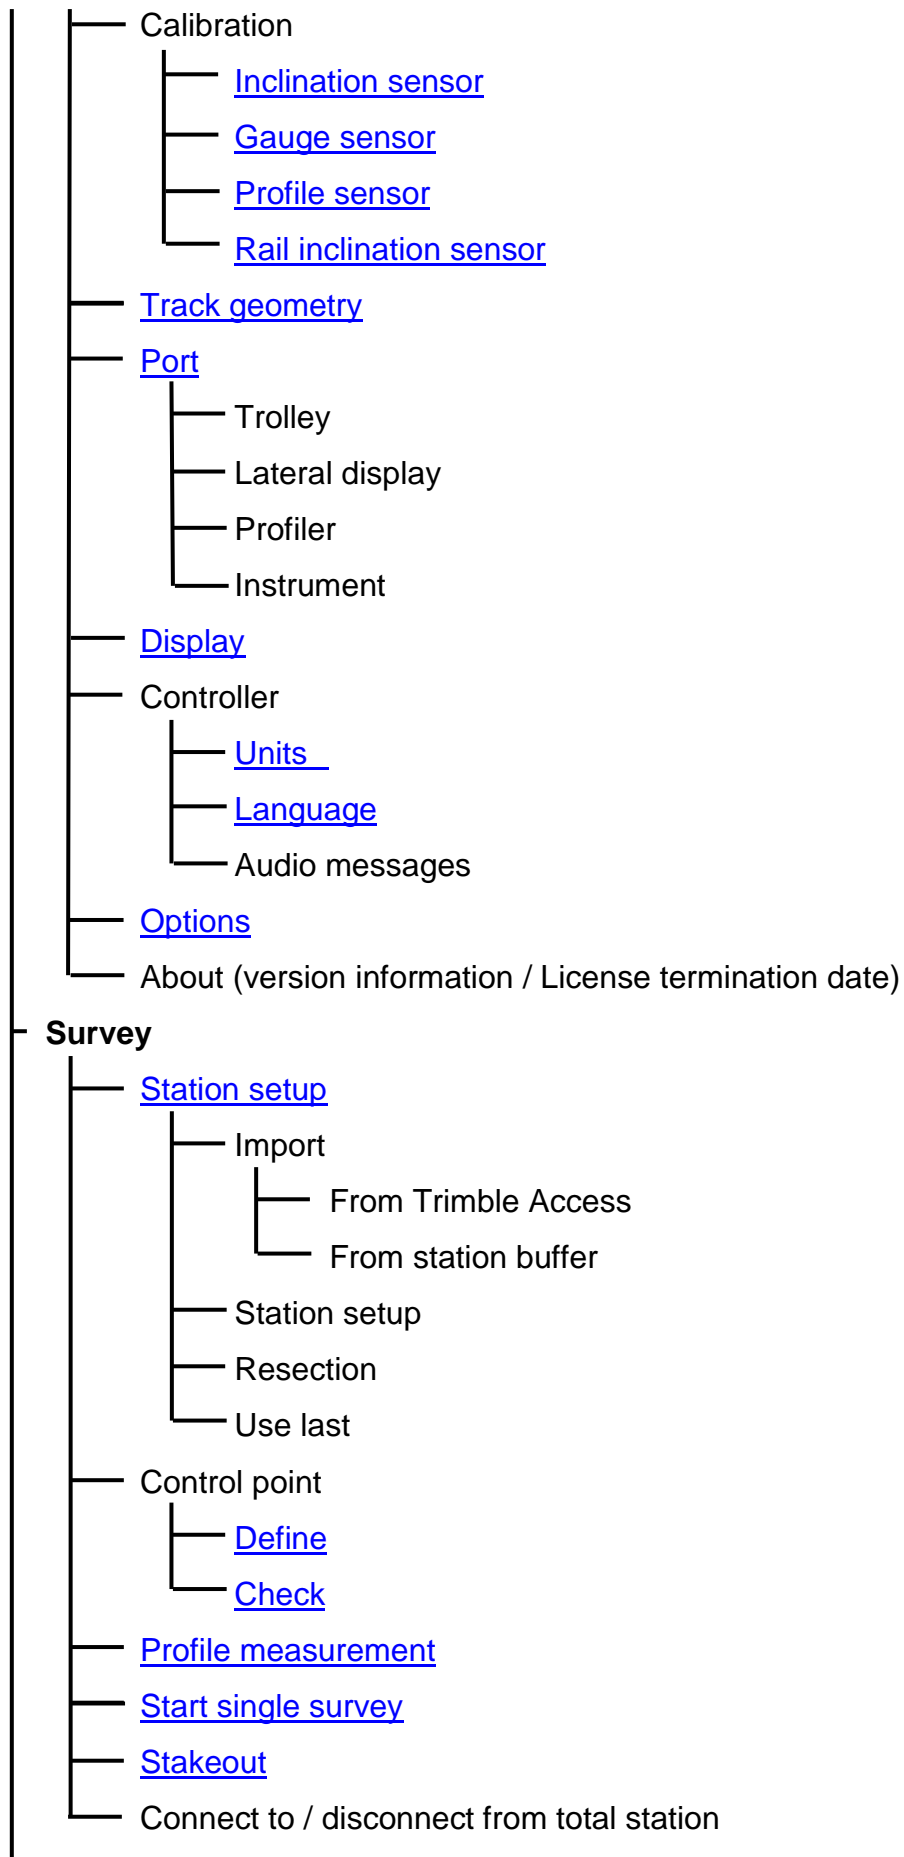 Calibration
Inclination sensor
Gauge sensor
Profile sensor
Rail inclination sensor
Track geometry
Port
Trolley
Lateral display
Profiler
Instrument
Display
Controller
Units
Language
Audio messages
Options
About (version information / License termination date)
Survey
Station setup
Import
From Trimble Access
From station buffer
Station setup
Resection
Use last
Control point
Define
Check
Profile measurement
Start single survey
Stakeout
Connect to / disconnect from total station